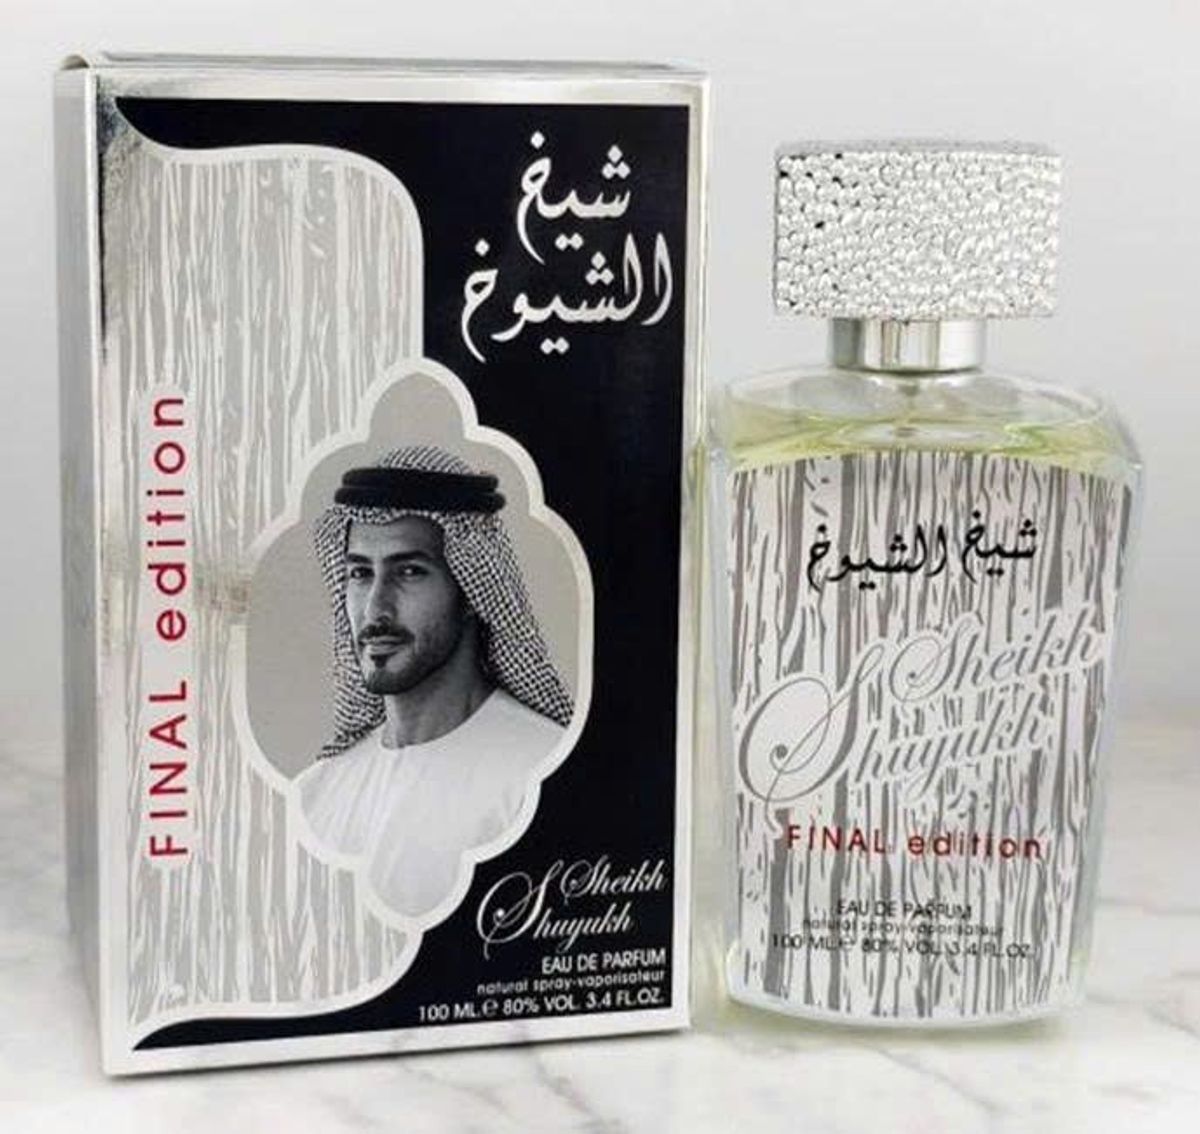 شيخ
الشيوخ
FINAL edition
Sheikh
Shuyukh
EAU DE PARFUM
natural spray-vaporisateur
100 ML.e 80% VOL. 3.4 FL.OZ.
شيخ الشيوخ
Sheikh
Shuyukh
FINAL edition
EAU DE PARFUM
natural spray-vaporisateur
100 ML.e 80% VOL. 3.4 FL.OZ.